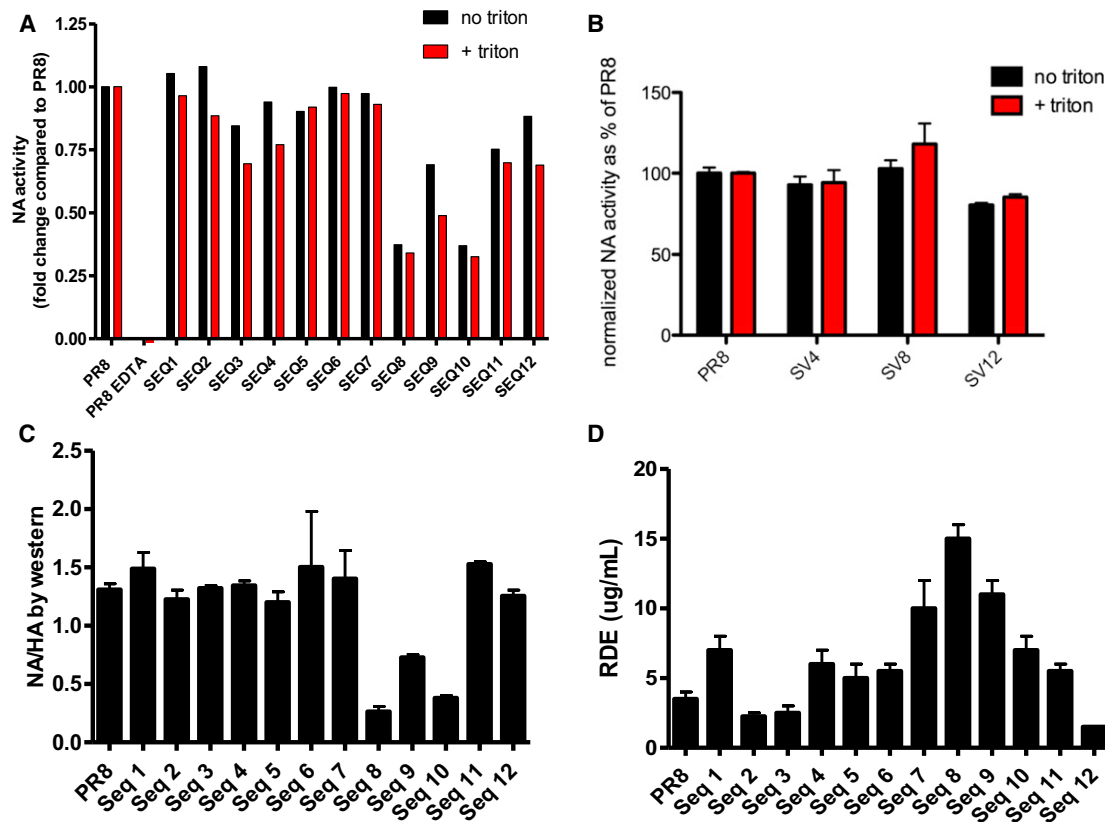 A
no triton
+ triton
NA activity
(fold change compared to PR8)
1.25
1.00
0.75
0.50
0.25
0.00
PR8
PR8 EDTA
SEQ1
SEQ2
SEQ3
SEQ4
SEQ5
SEQ6
SEQ7
SEQ8
SEQ9
SEQ10
SEQ11
SEQ12
B
no triton
+ triton
normalized NA activity as % of PR8
150
100
50
0
PR8
SV4
SV8
SV12
C
NA/HA by western
2.5
2.0
1.5
1.0
0.5
0.0
PR8
Seq 1
Seq 2
Seq 3
Seq 4
Seq 5
Seq 6
Seq 7
Seq 8
Seq 9
Seq 10
Seq 11
Seq 12
D
RDE (ug/mL)
20
15
10
5
0
PR8
Seq 1
Seq 2
Seq 3
Seq 4
Seq 5
Seq 6
Seq 7
Seq 8
Seq 9
Seq 10
Seq 11
Seq 12